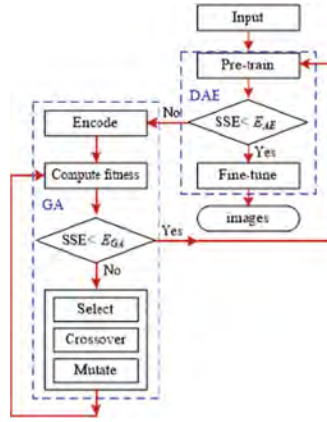 Input
Pre-train
DAE
No
SSE< E_AE
Encode
Yes
Compute fitness
Fine-tune
GA
images
SSE< E_GA
Yes
No
Select
Crossover
Mutate